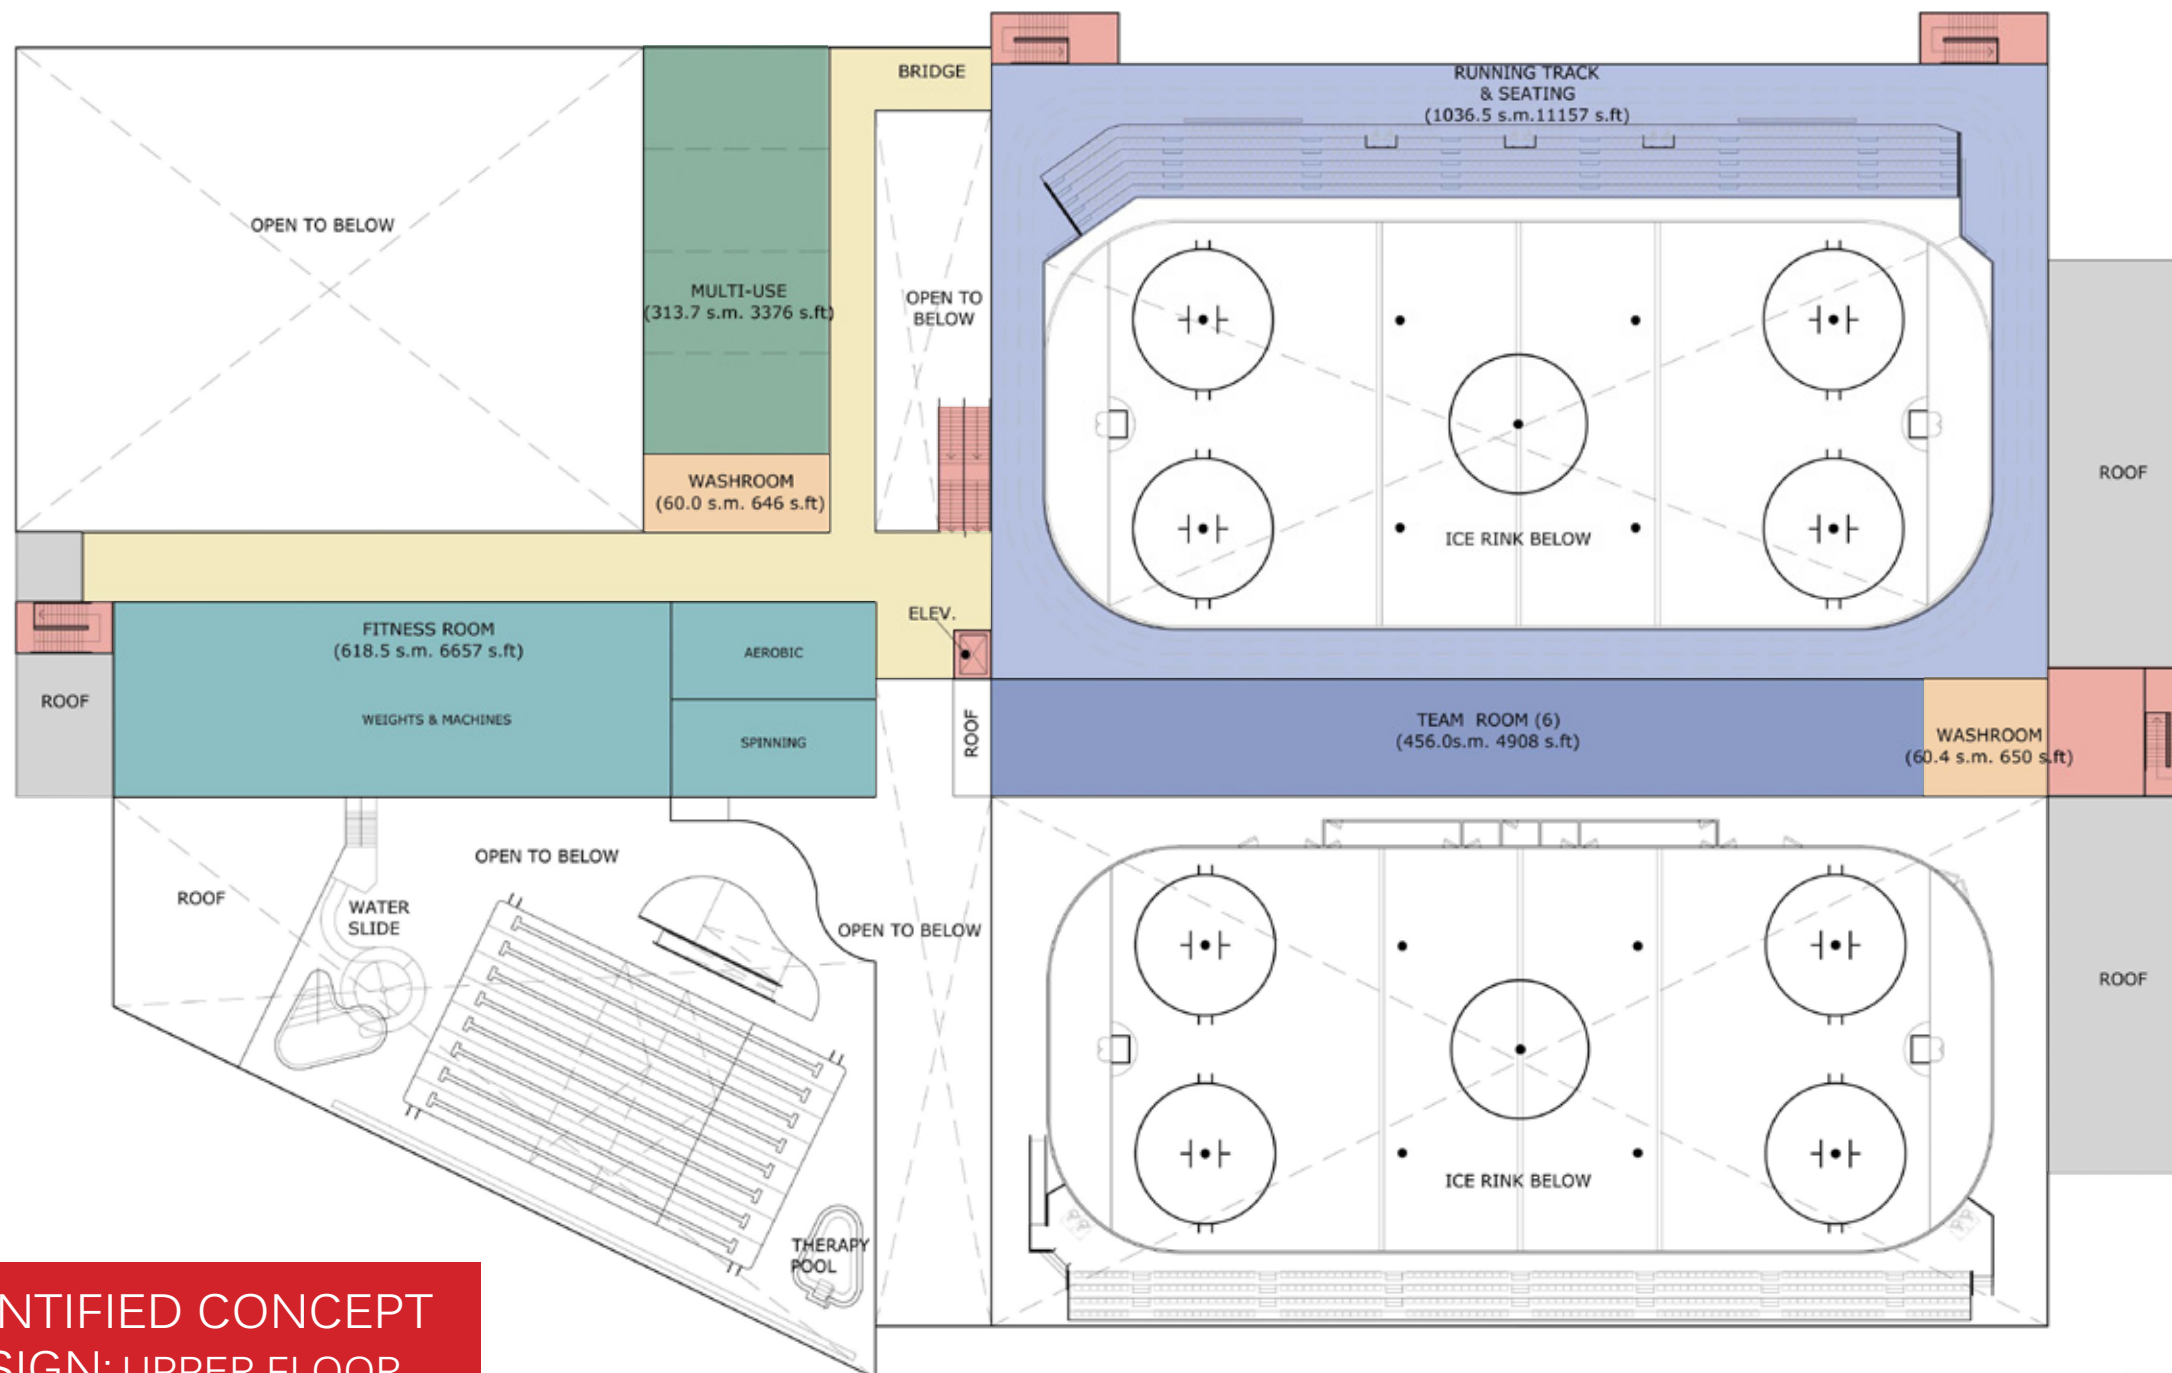 BRIDGE
RUNNING TRACK
& SEATING
(1036.5 s.m.11157 s.ft)
OPEN TO BELOW
MULTI-USE
(313.7 s.m. 3376 s.ft)
OPEN TO
BELOW
WASHROOM
(60.0 s.m. 646 s.ft)
ICE RINK BELOW
ROOF
ELEV.
FITNESS ROOM
(618.5 s.m. 6657 s.ft)
AEROBIC
WEIGHTS & MACHINES
SPINNING
ROOF
ROOF
TEAM ROOM (6)
(456.0s.m. 4908 s.ft)
WASHROOM
(60.4 s.m. 650 s.ft)
OPEN TO BELOW
ROOF
WATER
SLIDE
OPEN TO BELOW
ROOF
ICE RINK BELOW
THERAPY
POOL
NTIFIED CONCEPT
SIGN: UPPER FLOOR